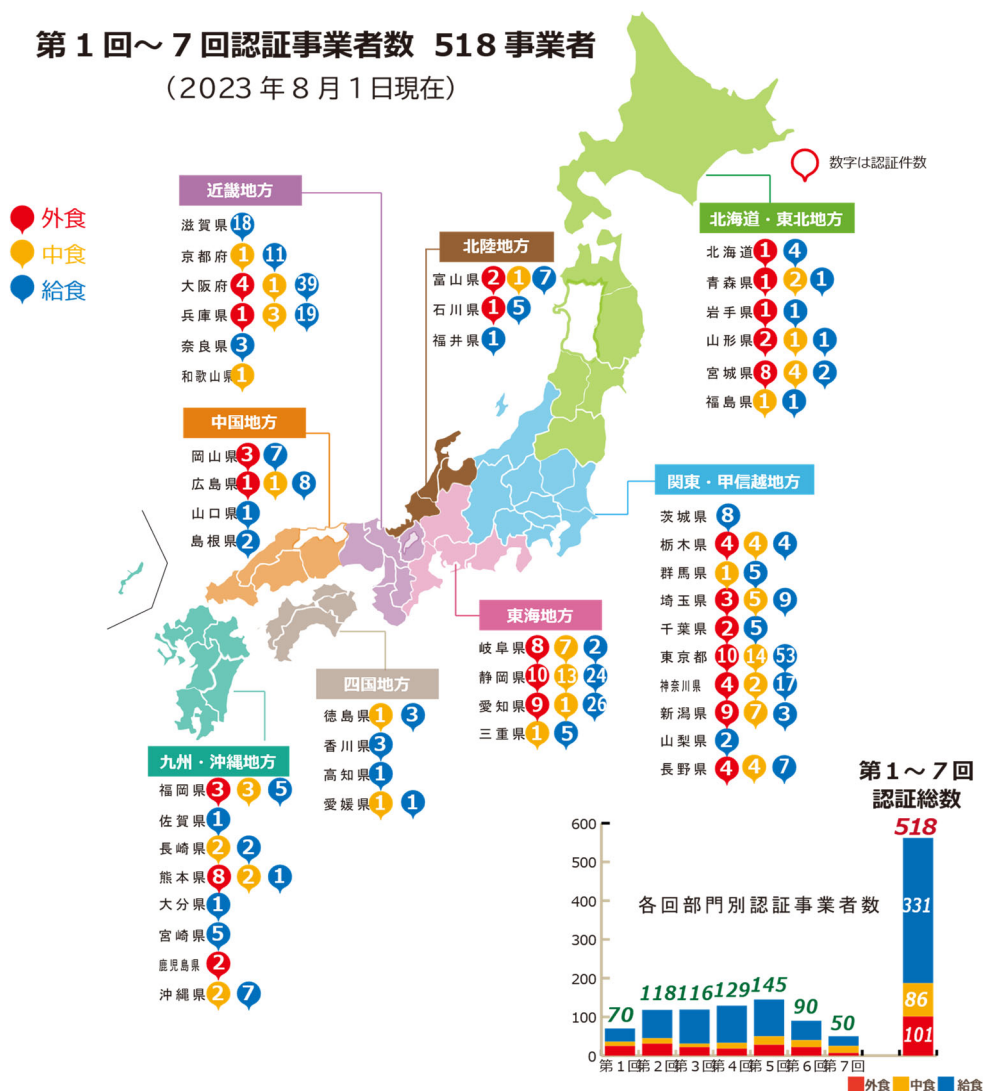 第1回～7回認証事業者数 518事業者
（2023年8月1日現在）
数字は認証件数
外食
中食
給食
近畿地方
滋賀県 18
京都府 1 11
大阪府 4 1 39
兵庫県 1 3 19
奈良県 3
和歌山県 1
北陸地方
富山県 2 1 7
石川県 1 5
福井県 1
北海道・東北地方
北海道 1 4
青森県 1 2 1
岩手県 1 1
山形県 2 1 1
宮城県 8 4 2
福島県 1 1
中国地方
岡山県 3 7
広島県 1 1 8
山口県 1
島根県 2
関東・甲信越地方
茨城県 8
栃木県 4 4 4
群馬県 1 5
埼玉県 3 5 9
千葉県 2 5
東京都 10 14 53
神奈川県 4 2 17
新潟県 9 7 3
山梨県 2
長野県 4 4 7
東海地方
岐阜県 8 7 2
静岡県 10 13 24
愛知県 9 1 26
三重県 1 5
四国地方
徳島県 1 3
香川県 3
高知県 1
愛媛県 1 1
九州・沖縄地方
福岡県 3 3 5
佐賀県 1
長崎県 2 2
熊本県 8 2 1
大分県 1
宮崎県 5
鹿児島県 2
沖縄県 2 7
第1～7回
認証総数
518
各回部門別認証事業者数
600
500
400
300
200
100
0
70 118 116 129 145 90 50
331
86
101
第1回 第2回 第3回 第4回 第5回 第6回 第7回
外食 中食 給食